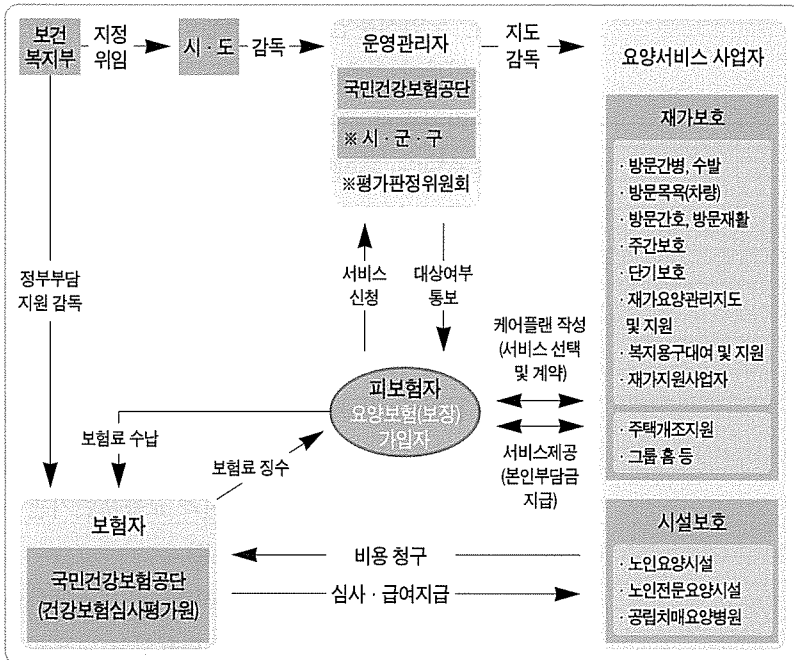 보건
복지부
지정
위임
시·도
감독
운영관리자
국민건강보험공단
※시·군·구
※평가판정위원회
지도
감독
요양서비스 사업자
재가보호
· 방문간병, 수발
· 방문목욕(차량)
· 방문간호, 방문재활
· 주간보호
· 단기보호
· 재가요양관리지도
및 지원
· 복지용구대여 및 지원
· 재가지원사업자
· 주택개조지원
· 그룹 홈 등
정부부담
지원 감독
서비스
신청
대상여부
통보
케어플랜 작성
(서비스 선택
및 계약)
피보험자
요양보험(보장)
가입자
보험료 수납
보험료 징수
서비스제공
(본인부담금
지급)
보험자
국민건강보험공단
(건강보험심사평가원)
비용 청구
심사·급여지급
시설보호
· 노인요양시설
· 노인전문요양시설
· 공립치매요양병원